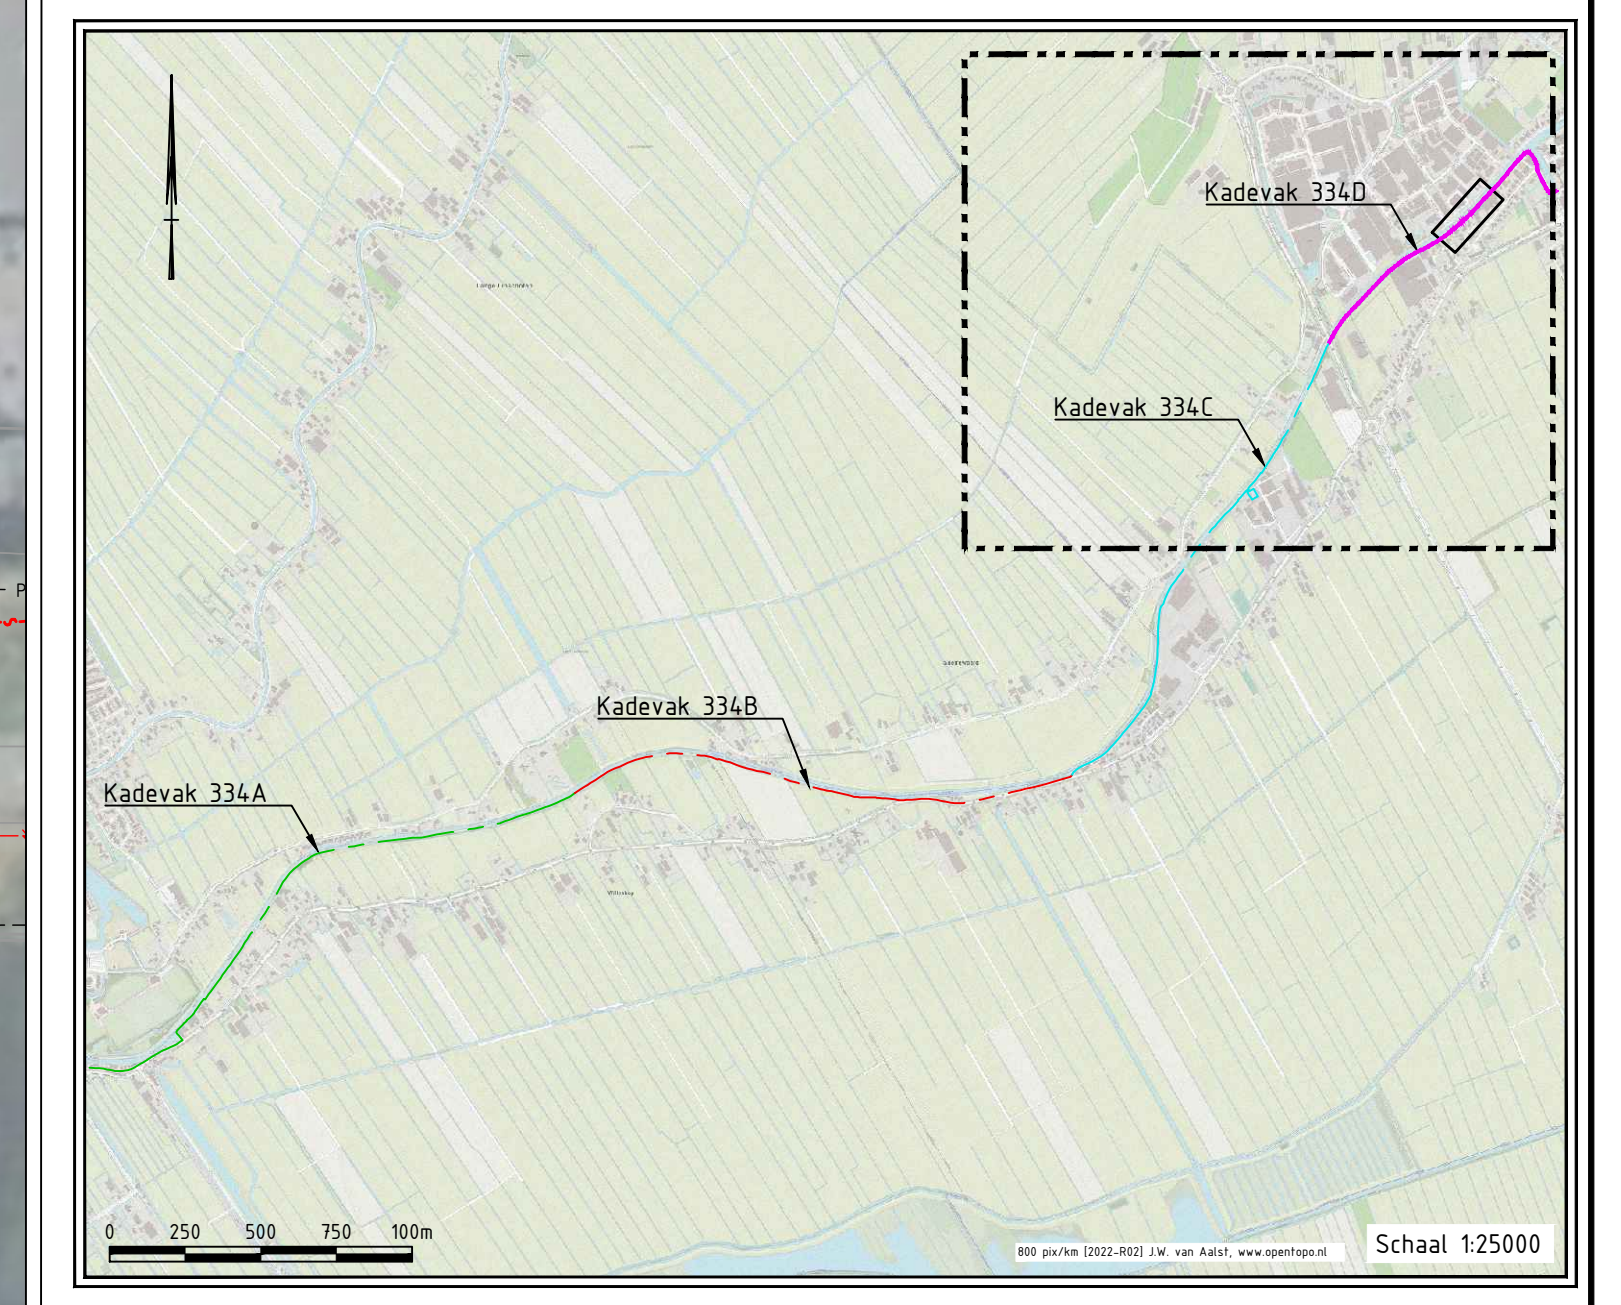 Kadevak 334D
Kadevak 334C
P
Kadevak 334B
Kadevak 334A
Willeskop
0 250 500 750 100m
800 pix/km [2022-R02] J.W. van Aalst, www.opentopo.nl
Schaal 1:25000